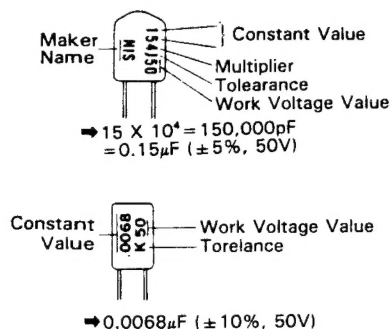 Maker Name
NIS
154J50
Constant Value
Multiplier
Tolearance
Work Voltage Value
➡15 X 10⁴ = 150,000pF
=0.15μF (±5%, 50V)
Constant Value
0068
K 50
Work Voltage Value
Torelance
➡0.0068μF (±10%, 50V)